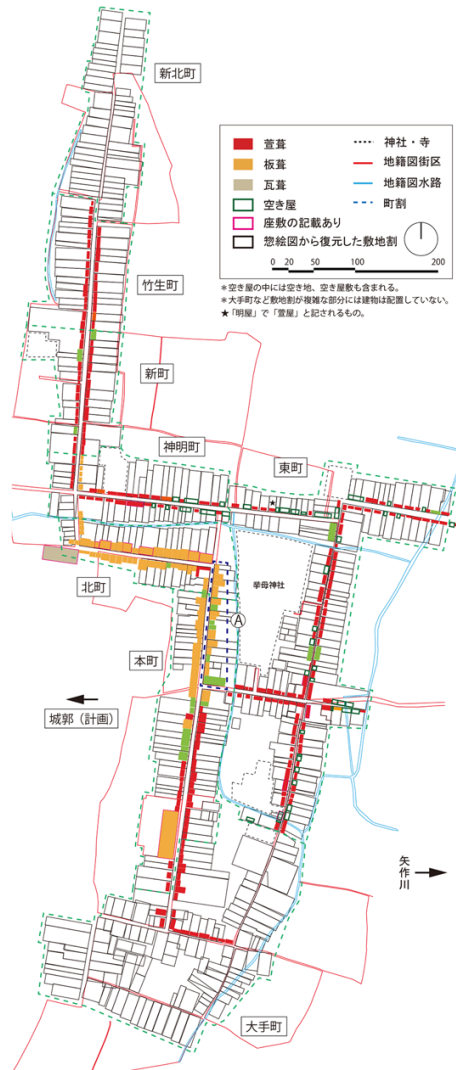 新北町
萱葺
板葺
瓦葺
空き屋
座敷の記載あり
惣絵図から復元した敷地割
神社・寺
地籍図街区
地籍図水路
町割
0 20 50 100 200
＊空き屋の中には空き地、空き屋敷も含まれる。
＊大手町など敷地割が複雑な部分には建物は配置していない。
★「明屋」で「萱屋」と記されるもの。
竹生町
新町
神明町
東町
★
北町
挙母神社
A
本町
城郭（計画）
矢作川
大手町